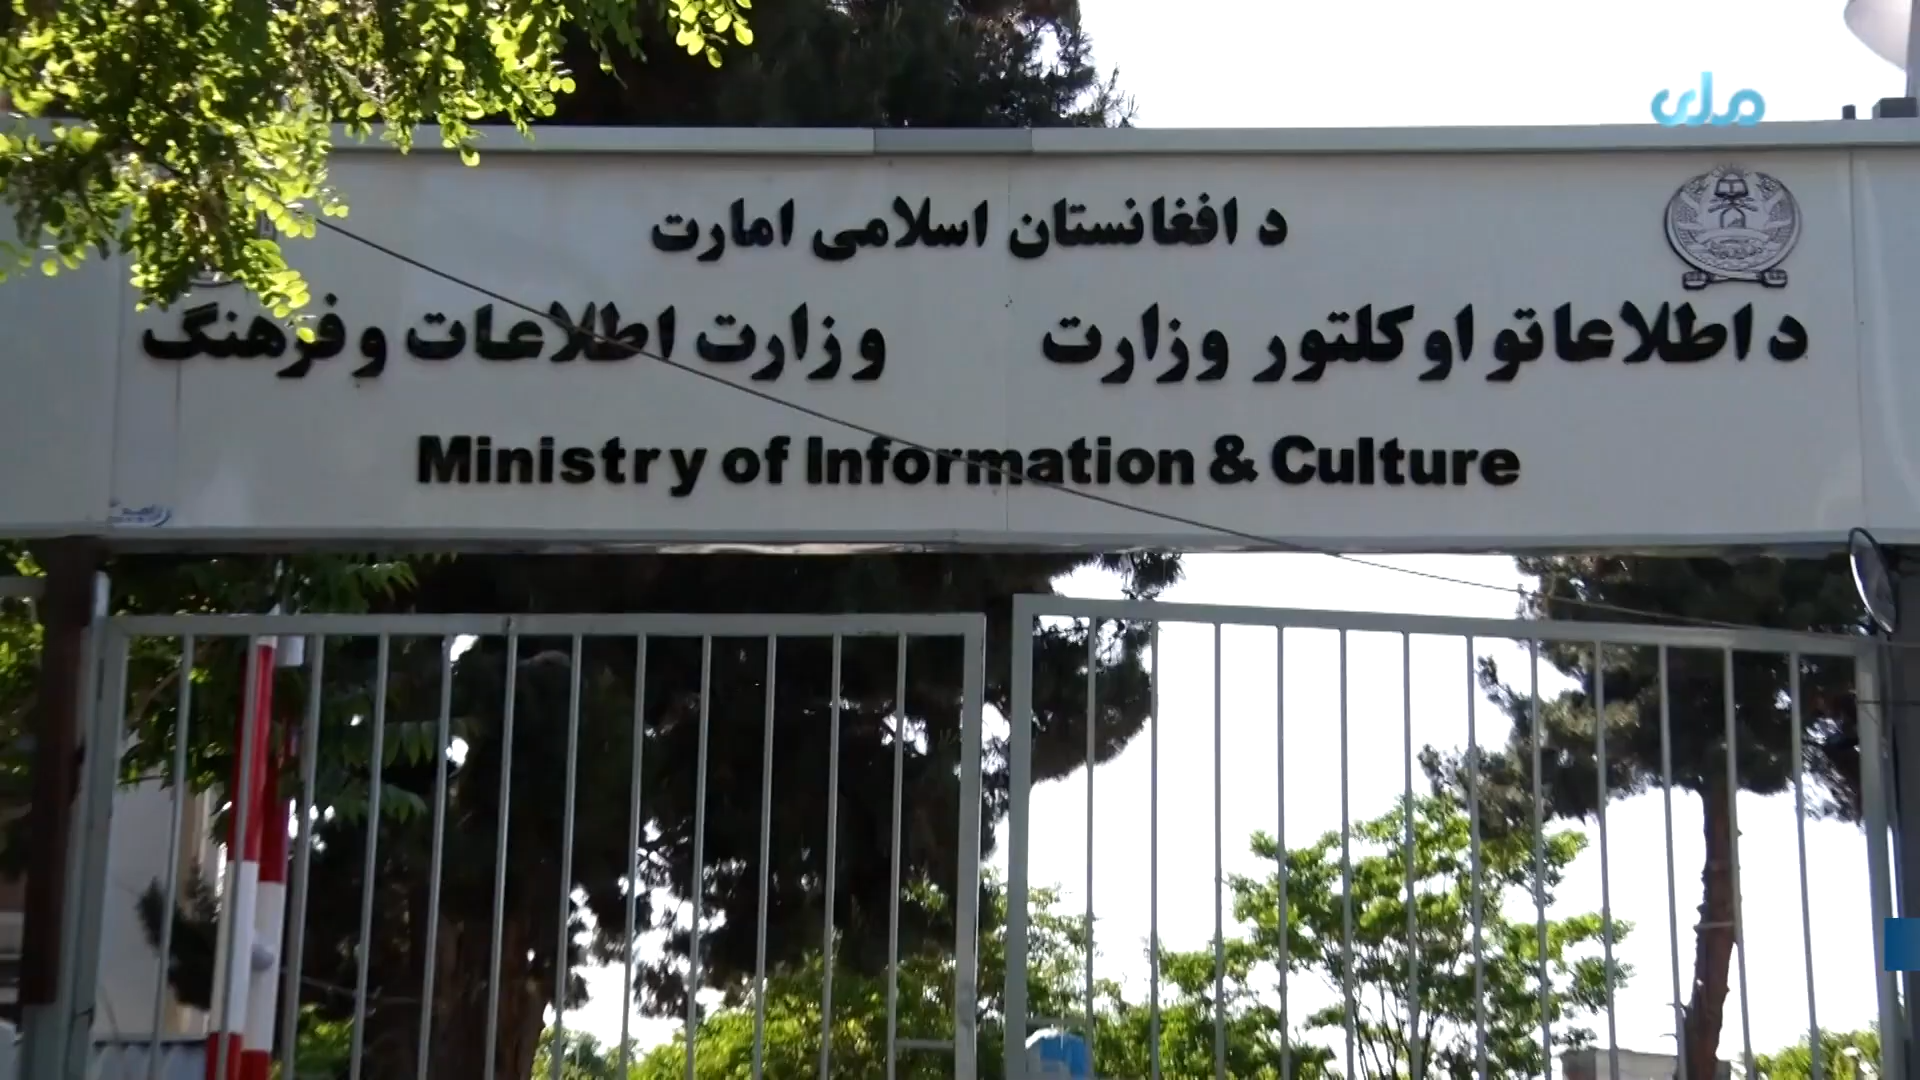 ملی
د افغانستان اسلامی امارت
د اطلاعاتو او کلتور وزارت
وزارت اطلاعات و فرهنگ
Ministry of Information & Culture